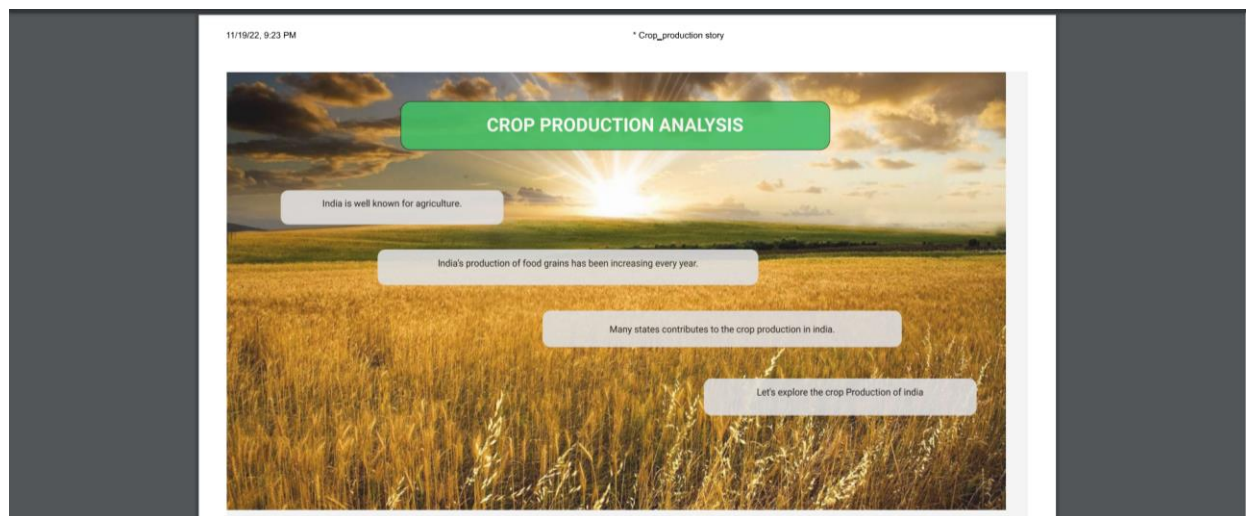 11/19/22, 9:23 PM
* Crop_production story
CROP PRODUCTION ANALYSIS
India is well known for agriculture.
India's production of food grains has been increasing every year.
Many states contributes to the crop production in india.
Let's explore the crop Production of india